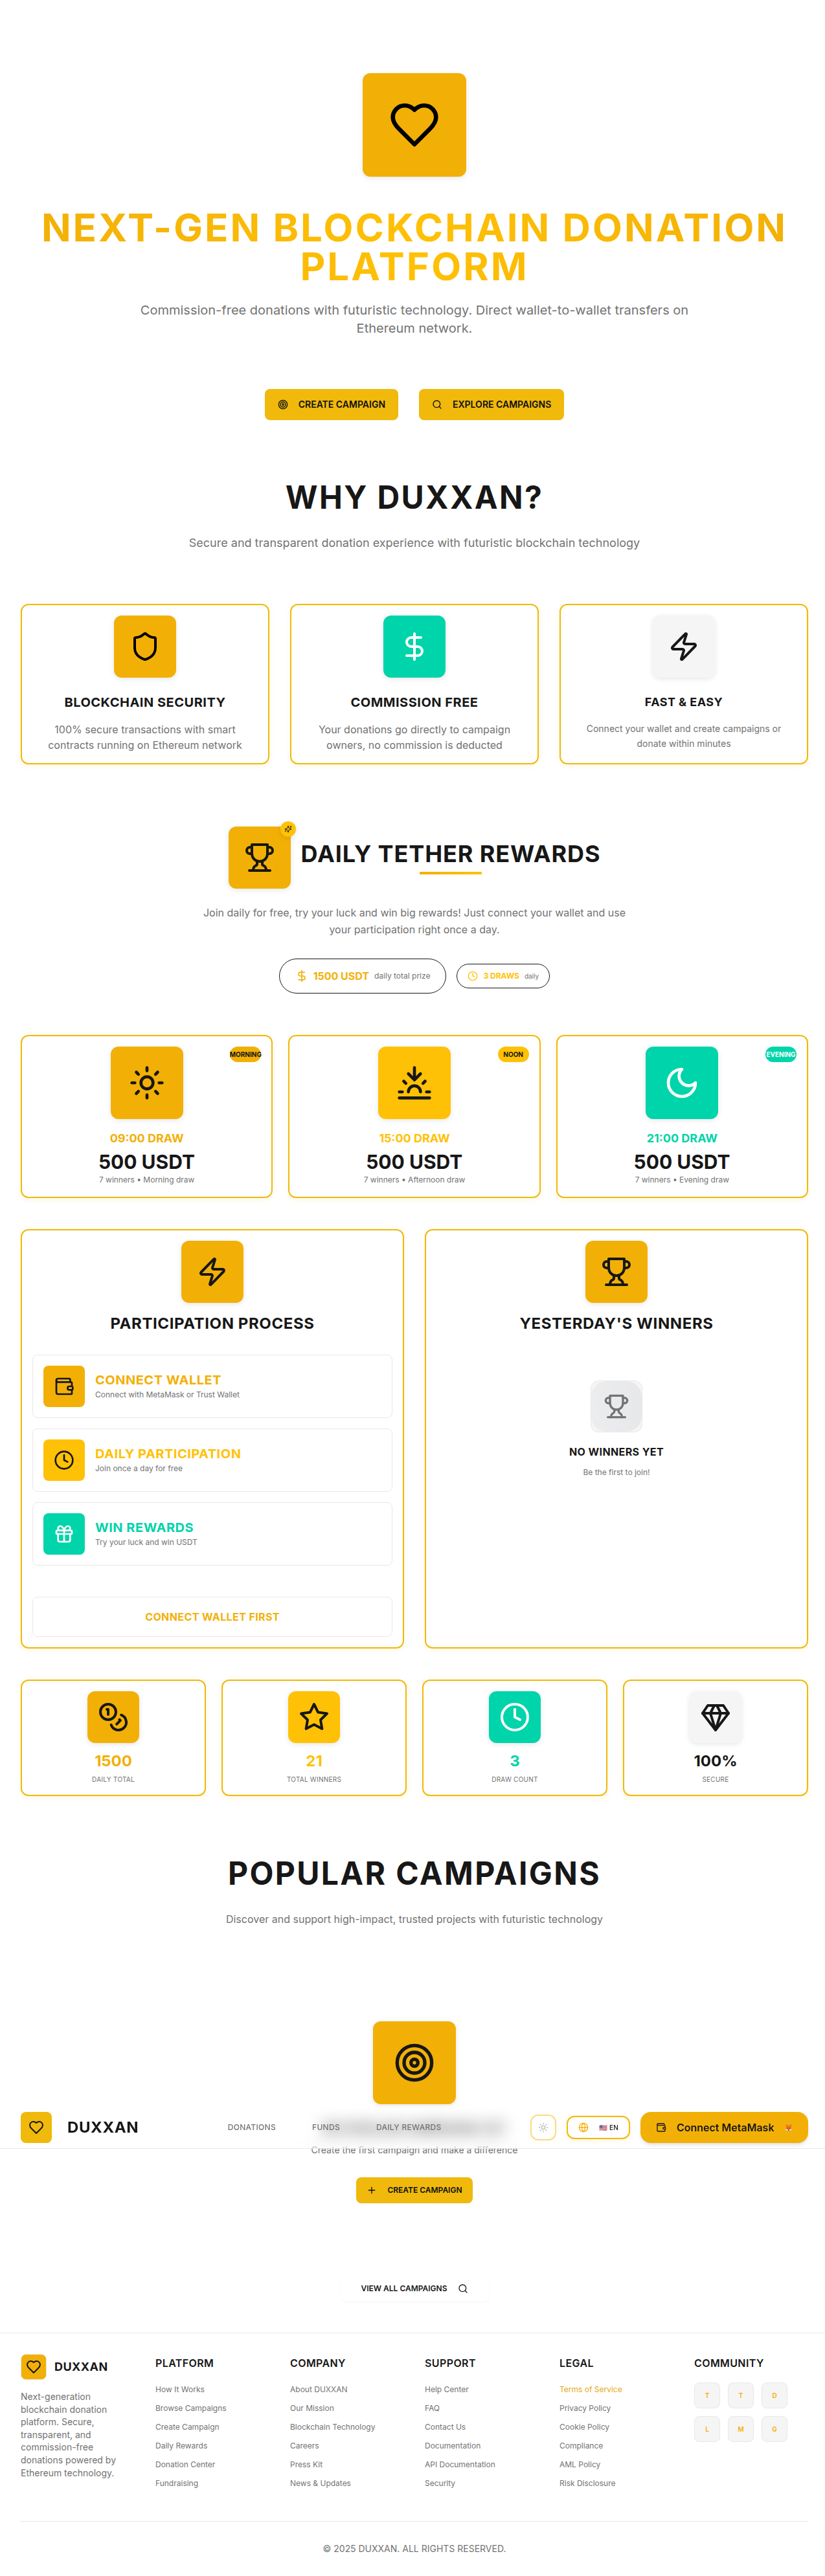 NEXT-GEN BLOCKCHAIN DONATION
PLATFORM
Commission-free donations with futuristic technology. Direct wallet-to-wallet transfers on
Ethereum network.
CREATE CAMPAIGN
EXPLORE CAMPAIGNS
WHY DUXXAN?
Secure and transparent donation experience with futuristic blockchain technology
BLOCKCHAIN SECURITY
100% secure transactions with smart
contracts running on Ethereum network
COMMISSION FREE
Your donations go directly to campaign
owners, no commission is deducted
FAST & EASY
Connect your wallet and create campaigns or
donate within minutes
DAILY TETHER REWARDS
Join daily for free, try your luck and win big rewards! Just connect your wallet and use
your participation right once a day.
1500 USDT daily total prize
3 DRAWS daily
MORNING
09:00 DRAW
500 USDT
7 winners • Morning draw
NOON
15:00 DRAW
500 USDT
7 winners • Afternoon draw
EVENING
21:00 DRAW
500 USDT
7 winners • Evening draw
PARTICIPATION PROCESS
CONNECT WALLET
Connect with MetaMask or Trust Wallet
DAILY PARTICIPATION
Join once a day for free
WIN REWARDS
Try your luck and win USDT
CONNECT WALLET FIRST
YESTERDAY'S WINNERS
NO WINNERS YET
Be the first to join!
1500
DAILY TOTAL
21
TOTAL WINNERS
3
DRAW COUNT
100%
SECURE
POPULAR CAMPAIGNS
Discover and support high-impact, trusted projects with futuristic technology
DUXXAN
DONATIONS
FUNDS
DAILY REWARDS
EN
Connect MetaMask
Create the first campaign and make a difference
CREATE CAMPAIGN
VIEW ALL CAMPAIGNS
DUXXAN
Next-generation
blockchain donation
platform. Secure,
transparent, and
commission-free
donations powered by
Ethereum technology.
PLATFORM
How It Works
Browse Campaigns
Create Campaign
Daily Rewards
Donation Center
Fundraising
COMPANY
About DUXXAN
Our Mission
Blockchain Technology
Careers
Press Kit
News & Updates
SUPPORT
Help Center
FAQ
Contact Us
Documentation
API Documentation
Security
LEGAL
Terms of Service
Privacy Policy
Cookie Policy
Compliance
AML Policy
Risk Disclosure
COMMUNITY
T T D
L M G
© 2025 DUXXAN. ALL RIGHTS RESERVED.